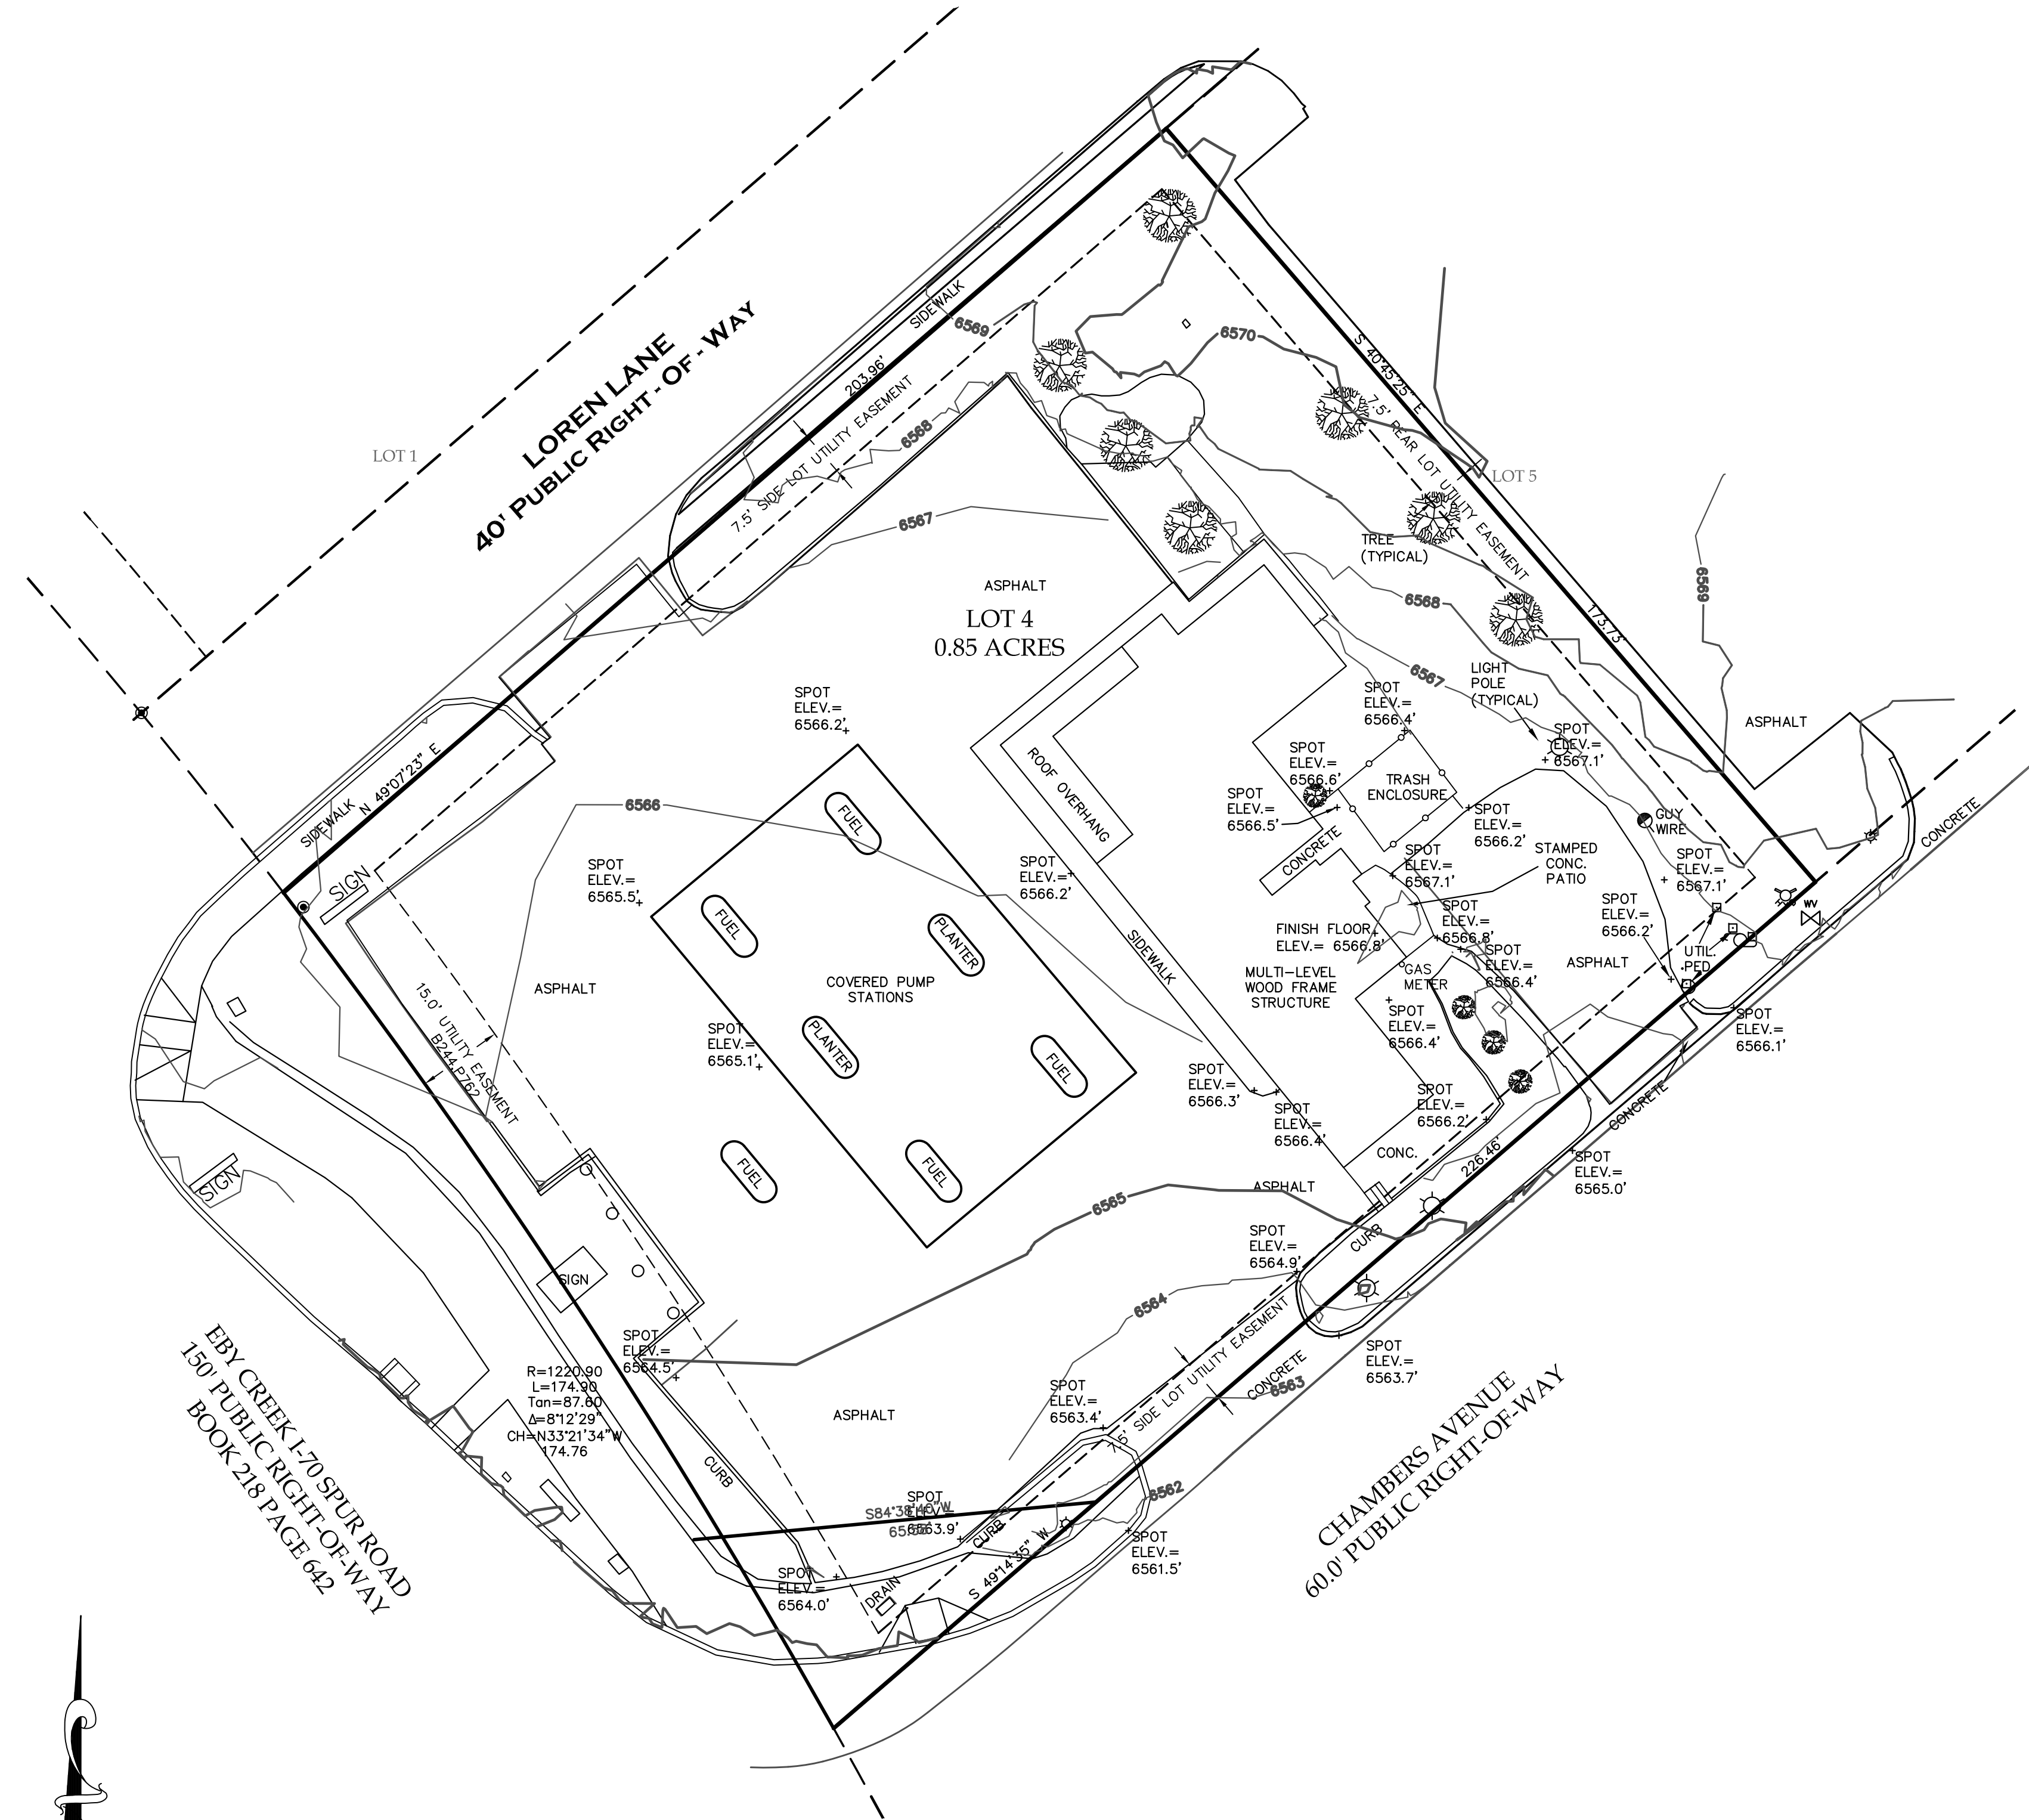 LOT 1
LOREN LANE
40' PUBLIC RIGHT - OF - WAY
SIDEWALK
6569
203.96'
7.5' SIDE LOT UTILITY EASEMENT
6568
6567
6570
S 40°45'25" E
7.5' REAR LOT UTILITY EASEMENT
LOT 5
TREE
(TYPICAL)
173.73'
6569
6568
6567
ASPHALT
LOT 4
0.85 ACRES
LIGHT
POLE
(TYPICAL)
SPOT
ELEV.=
6566.4'
SPOT
ELEV.=
6566.2'
SPOT
ELEV.=
6567.1'
ASPHALT
SPOT
ELEV.=
6566.6'
TRASH
ENCLOSURE
SPOT
ELEV.=
6566.5'
ROOF OVERHANG
SPOT
ELEV.=
6566.2'
GUY
WIRE
CONCRETE
CONCRETE
STAMPED
CONC.
PATIO
SPOT
ELEV.=
6567.1'
SPOT
ELEV.=
6567.1'
N 49°07'23" E
SIDEWALK
SIGN
6566
FUEL
SPOT
ELEV.=
6565.5'
SPOT
ELEV.=
6566.2'
FUEL
PLANTER
SIDEWALK
FINISH FLOOR
ELEV.= 6566.8'
SPOT
ELEV.=
6566.8'
SPOT
ELEV.=
6566.2'
WV
UTIL.
PED.
ASPHALT
SPOT
ELEV.=
6566.4'
GAS
METER
MULTI-LEVEL
WOOD FRAME
STRUCTURE
COVERED PUMP
STATIONS
ASPHALT
15.0' UTILITY EASEMENT
B244,P762
SPOT
ELEV.=
6565.1'
PLANTER
FUEL
SPOT
ELEV.=
6566.4'
SPOT
ELEV.=
6566.1'
SPOT
ELEV.=
6566.3'
SPOT
ELEV.=
6566.4'
SPOT
ELEV.=
6566.2'
CONCRETE
CONC.
226.46'
SPOT
ELEV.=
6565.0'
FUEL
FUEL
SIGN
ASPHALT
6565
SPOT
ELEV.=
6564.9'
CURB
SIGN
6564
SPOT
ELEV.=
6564.5'
SPOT
ELEV.=
6563.7'
7.5' SIDE LOT UTILITY EASEMENT
CONCRETE
6563
R=1220.90
L=174.90
Tan=87.60
Δ=8°12'29"
CH=N33°21'34"W
174.76
SPOT
ELEV.=
6563.4'
ASPHALT
CURB
EBY CREEK I-70 SPUR ROAD
150' PUBLIC RIGHT-OF-WAY
BOOK 218 PAGE 642
CHAMBERS AVENUE
60.0' PUBLIC RIGHT-OF-WAY
6562
S84°38'40"W
SPOT
ELEV.=
6563.9'
CURB
SPOT
ELEV.=
6561.5'
S 49°14'35" W
SPOT
ELEV.=
6564.0'
DRAIN